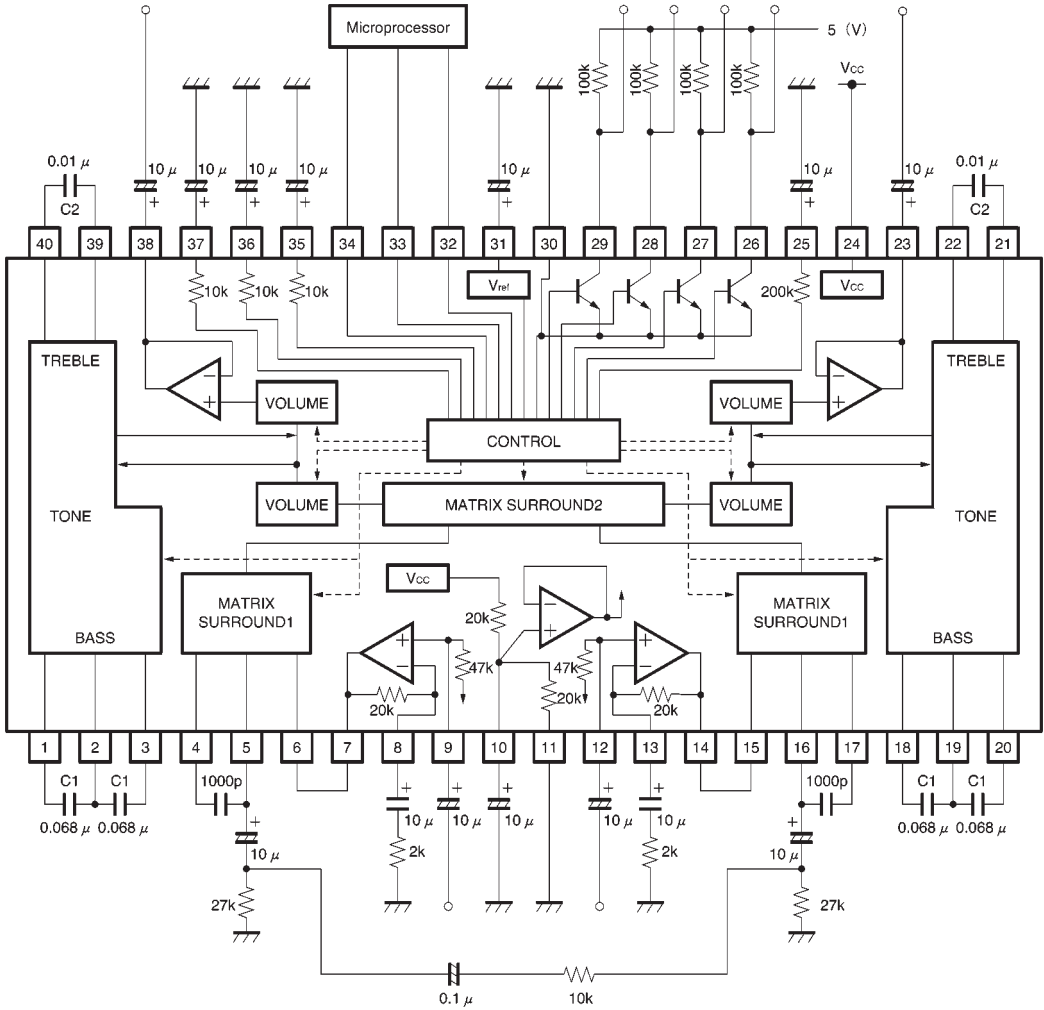 Microprocessor
5 (V)
100k 100k 100k 100k
Vcc
0.01 μ 10 μ 10 μ 10 μ 10 μ 10 μ 10 μ 10 μ 0.01 μ
C2 + + + + + + + C2
40 39 38 37 36 35 34 33 32 31 30 29 28 27 26 25 24 23 22 21
10k 10k 10k Vref 200k Vcc
TREBLE TREBLE
− −
+ +
VOLUME VOLUME
CONTROL
VOLUME MATRIX SURROUND2 VOLUME
TONE TONE
Vcc
MATRIX SURROUND1 MATRIX SURROUND1
20k − +
BASS + − + − BASS
47k 47k
20k 20k 20k
1 2 3 4 5 6 7 8 9 10 11 12 13 14 15 16 17 18 19 20
C1 C1 1000p + + + + + 1000p C1 C1
0.068 μ 0.068 μ + 10 μ 10 μ 10 μ 10 μ 10 μ + 0.068 μ 0.068 μ
10 μ 2k 2k 10 μ
27k 27k
0.1 μ 10k